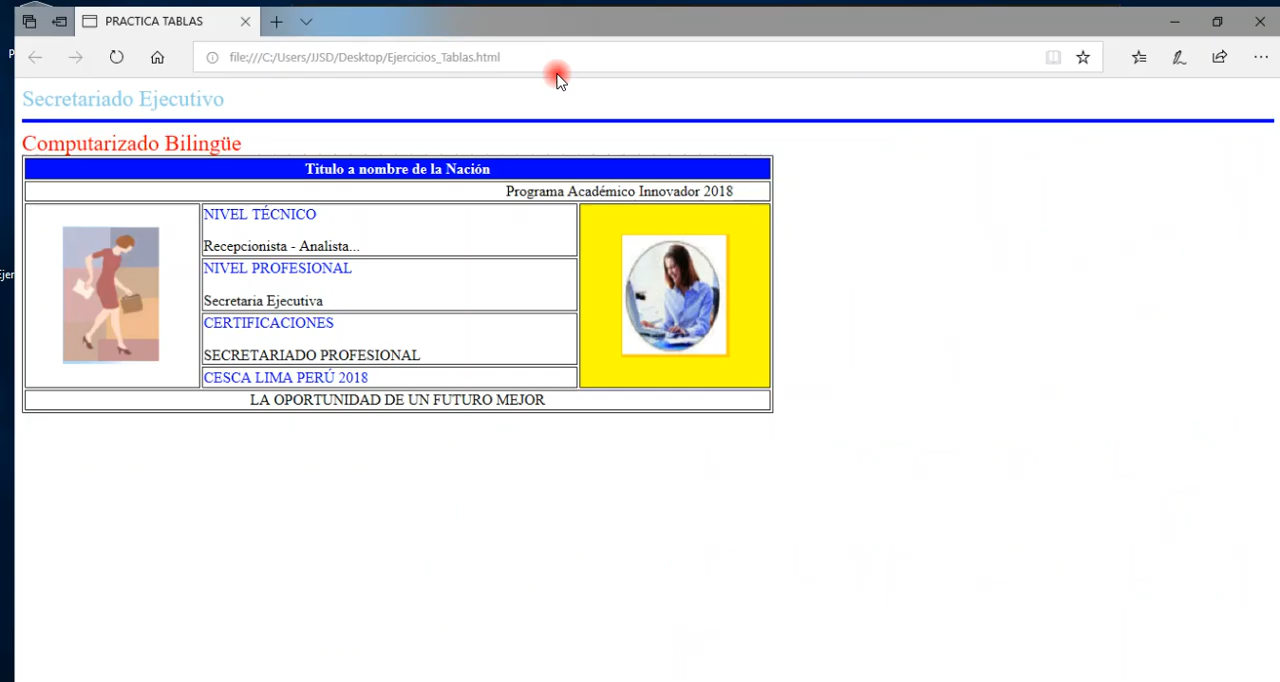 PRACTICA TABLAS
file:///C:/Users/JJSD/Desktop/Ejercicios_Tablas.html
Secretariado Ejecutivo
Computarizado Bilingüe
Titulo a nombre de la Nación
Programa Académico Innovador 2018
NIVEL TÉCNICO
Recepcionista - Analista...
NIVEL PROFESIONAL
Secretaria Ejecutiva
CERTIFICACIONES
SECRETARIADO PROFESIONAL
CESCA LIMA PERÚ 2018
LA OPORTUNIDAD DE UN FUTURO MEJOR